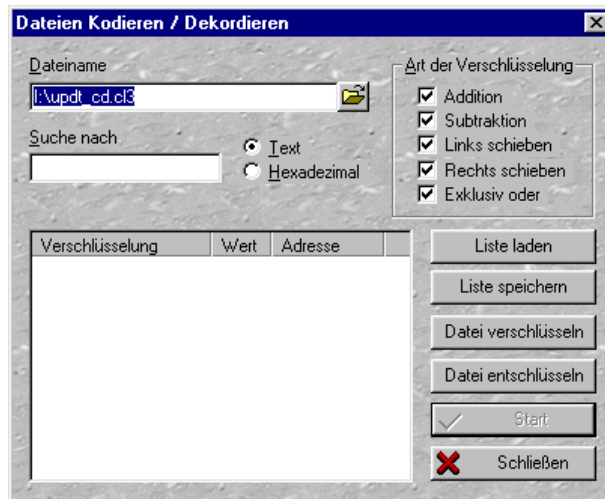 Dateien Kodieren / Dekordieren
Dateiname
I:\updt_cd.cl3
Suche nach
Text
Hexadezimal
Art der Verschlüsselung
Addition
Subtraktion
Links schieben
Rechts schieben
Exklusiv oder
Verschlüsselung Wert Adresse
Liste laden
Liste speichern
Datei verschlüsseln
Datei entschlüsseln
Start
Schließen